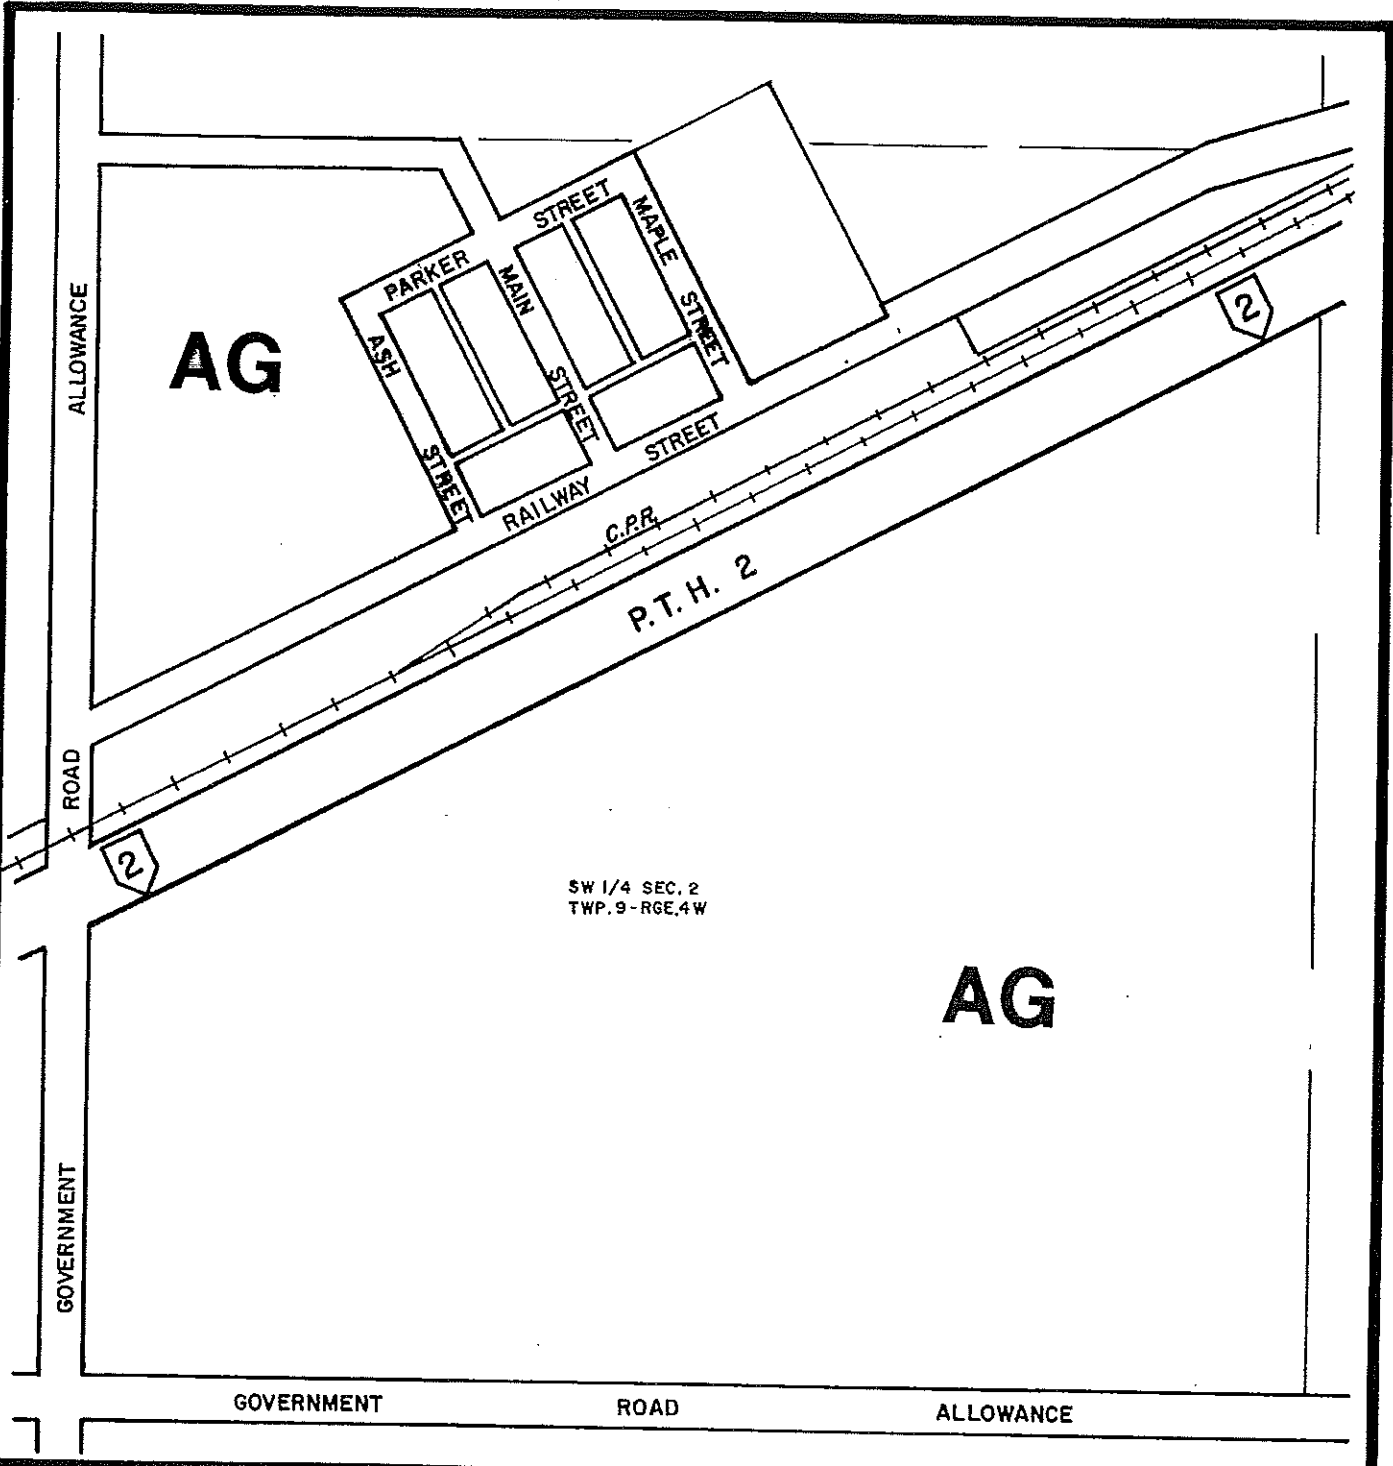 PARKER STREET
MAPLE STREET
MAIN STREET
ASH STREET
AG
RAILWAY STREET
C.P.R.
P.T.H. 2
2
2
SW 1/4 SEC. 2
TWP. 9-RGE. 4W
AG
GOVERNMENT ROAD ALLOWANCE
GOVERNMENT ROAD ALLOWANCE